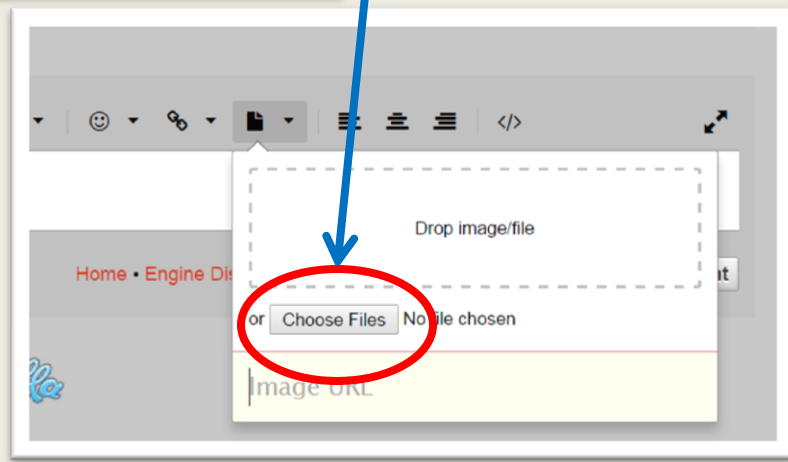 </>
Drop image/file
Home • Engine Dis
or Choose Files No file chosen
Image URL